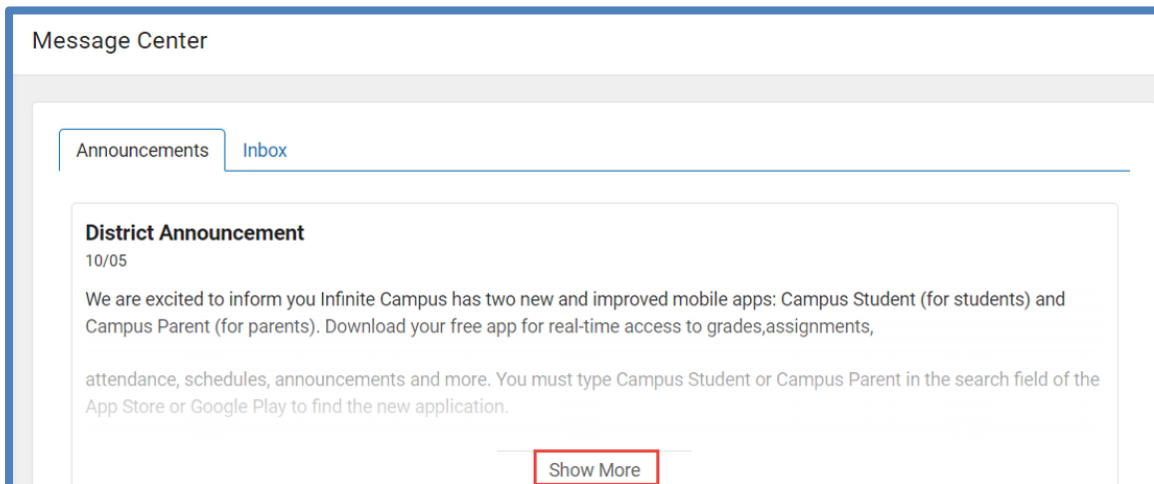 Message Center
Announcements
Inbox
District Announcement
10/05
We are excited to inform you Infinite Campus has two new and improved mobile apps: Campus Student (for students) and
Campus Parent (for parents). Download your free app for real-time access to grades,assignments,
attendance, schedules, announcements and more. You must type Campus Student or Campus Parent in the search field of the
App Store or Google Play to find the new application.
Show More